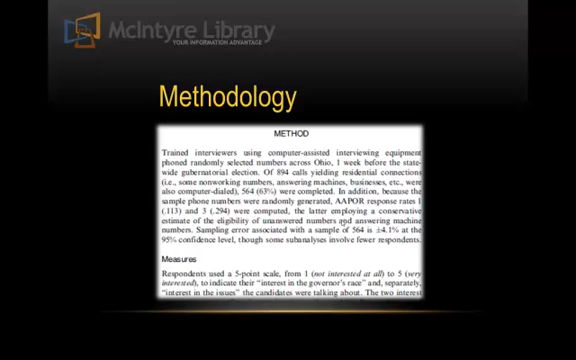 McIntyre Library
YOUR INFORMATION ADVANTAGE
Methodology
METHOD
Trained interviewers using computer-assisted interviewing equipment
phoned randomly selected numbers across Ohio, 1 week before the state-
wide gubernatorial election. Of 894 calls yielding residential connections
(i.e., some nonworking numbers, answering machines, businesses, etc., were
also computer-dialed), 564 (63%) were completed. In addition, because the
sample phone numbers were randomly generated, AAPOR response rates 1
(.113) and 3 (.294) were computed, the latter employing a conservative
estimate of the eligibility of unanswered numbers and answering machine
numbers. Sampling error associated with a sample of 564 is ±4.1% at the
95% confidence level, though some subanalyses involve fewer respondents.
Measures
Respondents used a 5-point scale, from 1 (not interested at all) to 5 (very
interested), to indicate their “interest in the governor's race” and, separately,
“interest in the issues” the candidates were talking about. The two interest